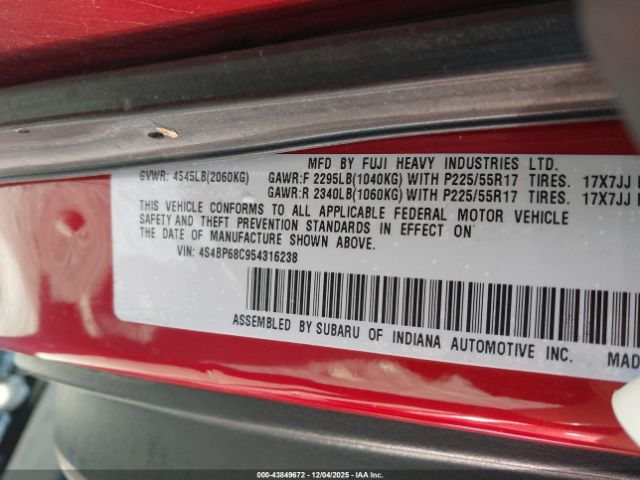 MFD BY FUJI HEAVY INDUSTRIES LTD.
GVWR: 4545LB(2060KG) GAWR:F 2295LB(1040KG) WITH P225/55R17 TIRES. 17X7JJ
GAWR:R 2340LB(1060KG) WITH P225/55R17 TIRES. 17X7JJ
THIS VEHICLE CONFORMS TO ALL APPLICABLE FEDERAL MOTOR VEHICLE
SAFETY AND THEFT PREVENTION STANDARDS IN EFFECT ON
THE DATE OF MANUFACTURE SHOWN ABOVE.
VIN: 4S4BP68C954316238
ASSEMBLED BY SUBARU OF INDIANA AUTOMOTIVE INC. MAD
000-43849672 - 12/04/2025 - IAA Inc.